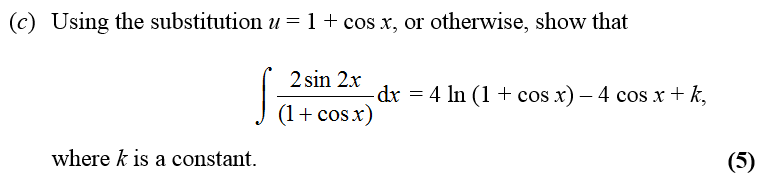 (c) Using the substitution u = 1 + cos x, or otherwise, show that
∫ 2 sin 2x / (1 + cos x) dx = 4 ln (1 + cos x) – 4 cos x + k,
where k is a constant.
(5)